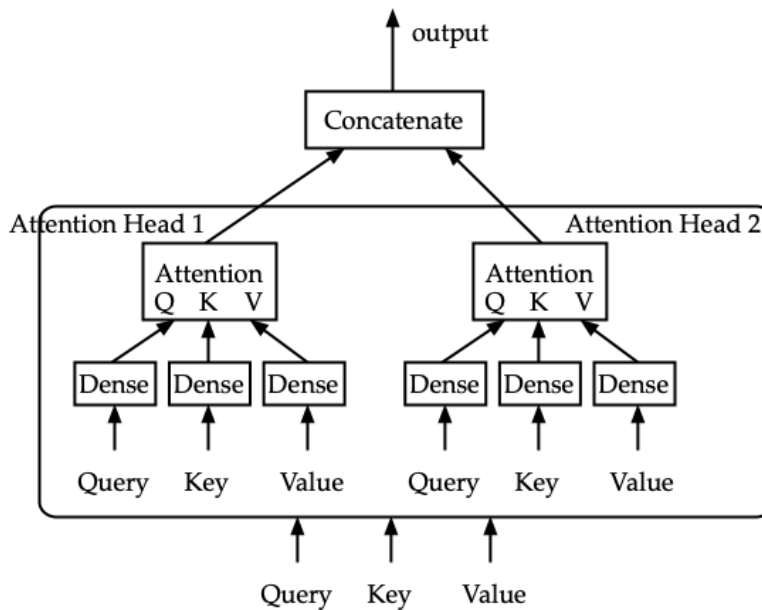 output
Concatenate
Attention Head 1
Attention Head 2
Attention
Q K V
Attention
Q K V
Dense Dense Dense
Dense Dense Dense
Query Key Value
Query Key Value
Query Key Value